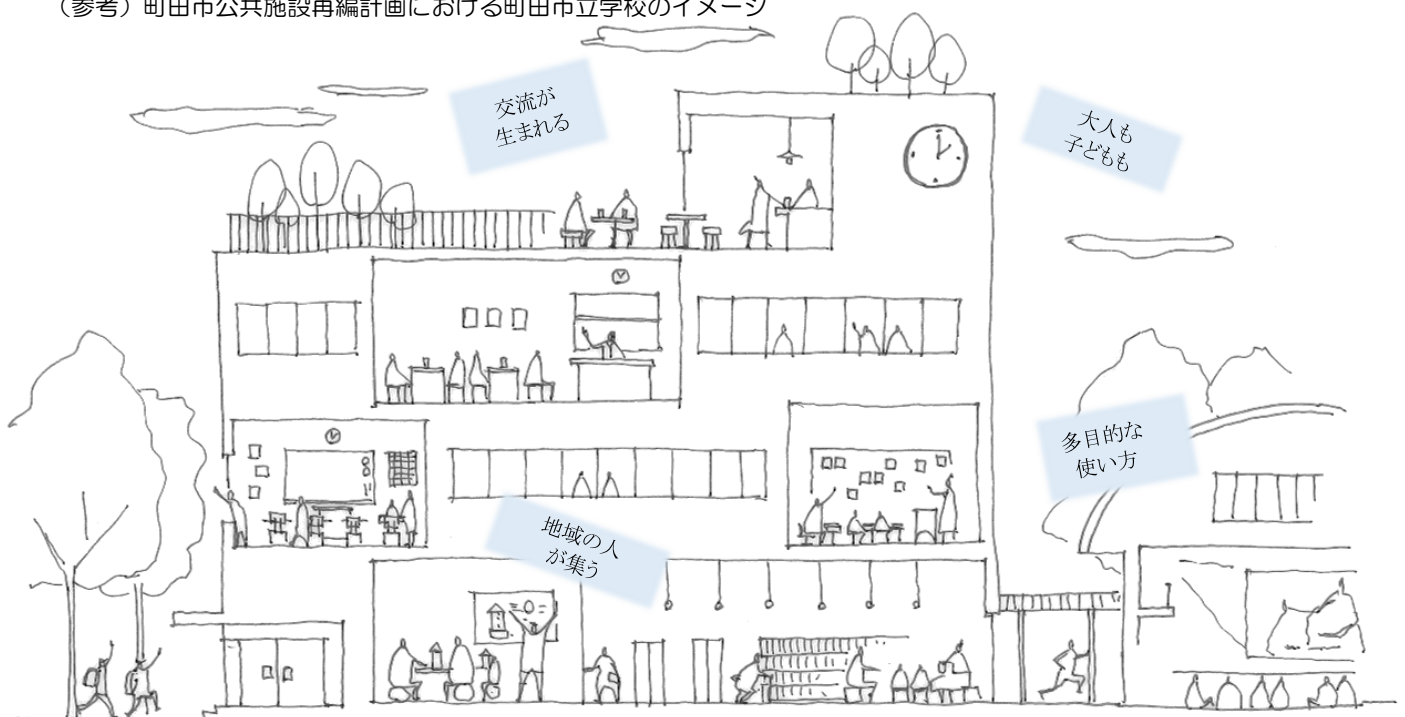 （参考）町田市公共施設再編計画における町田市立学校のイメージ
交流が
生まれる
大人も
子どもも
多目的な
使い方
地域の人
が集う